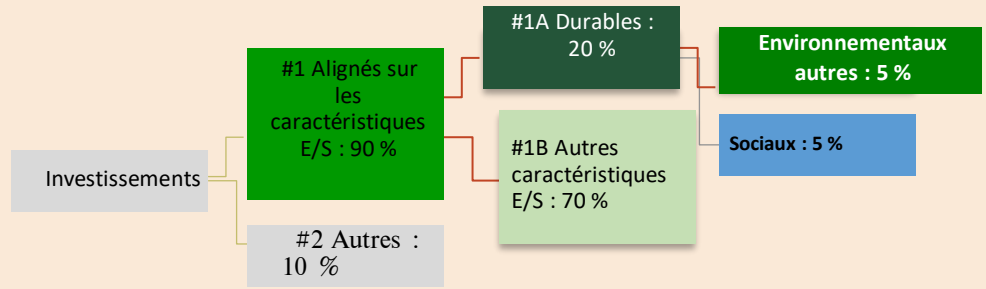 Investissements
#1 Alignés sur
les
caractéristiques
E/S : 90 %
#2 Autres :
10 %
#1A Durables :
20 %
#1B Autres
caractéristiques
E/S : 70 %
Environnementaux
autres : 5 %
Sociaux : 5 %